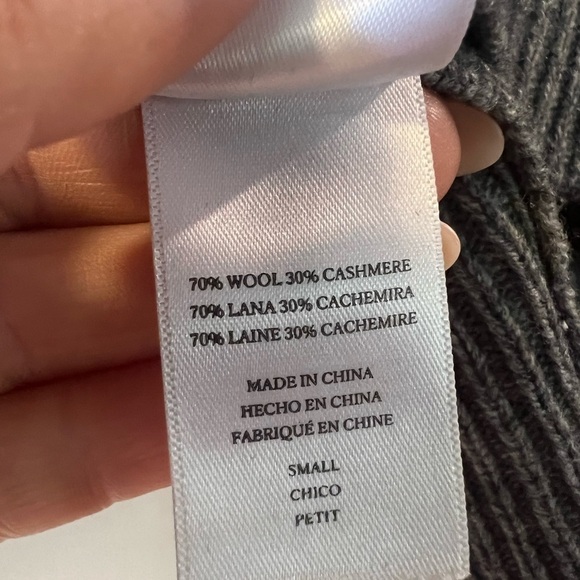 70% WOOL 30% CASHMERE
70% LANA 30% CACHEMIRA
70% LAINE 30% CACHEMIRE
MADE IN CHINA
HECHO EN CHINA
FABRIQUÉ EN CHINE
SMALL
CHICO
PETIT